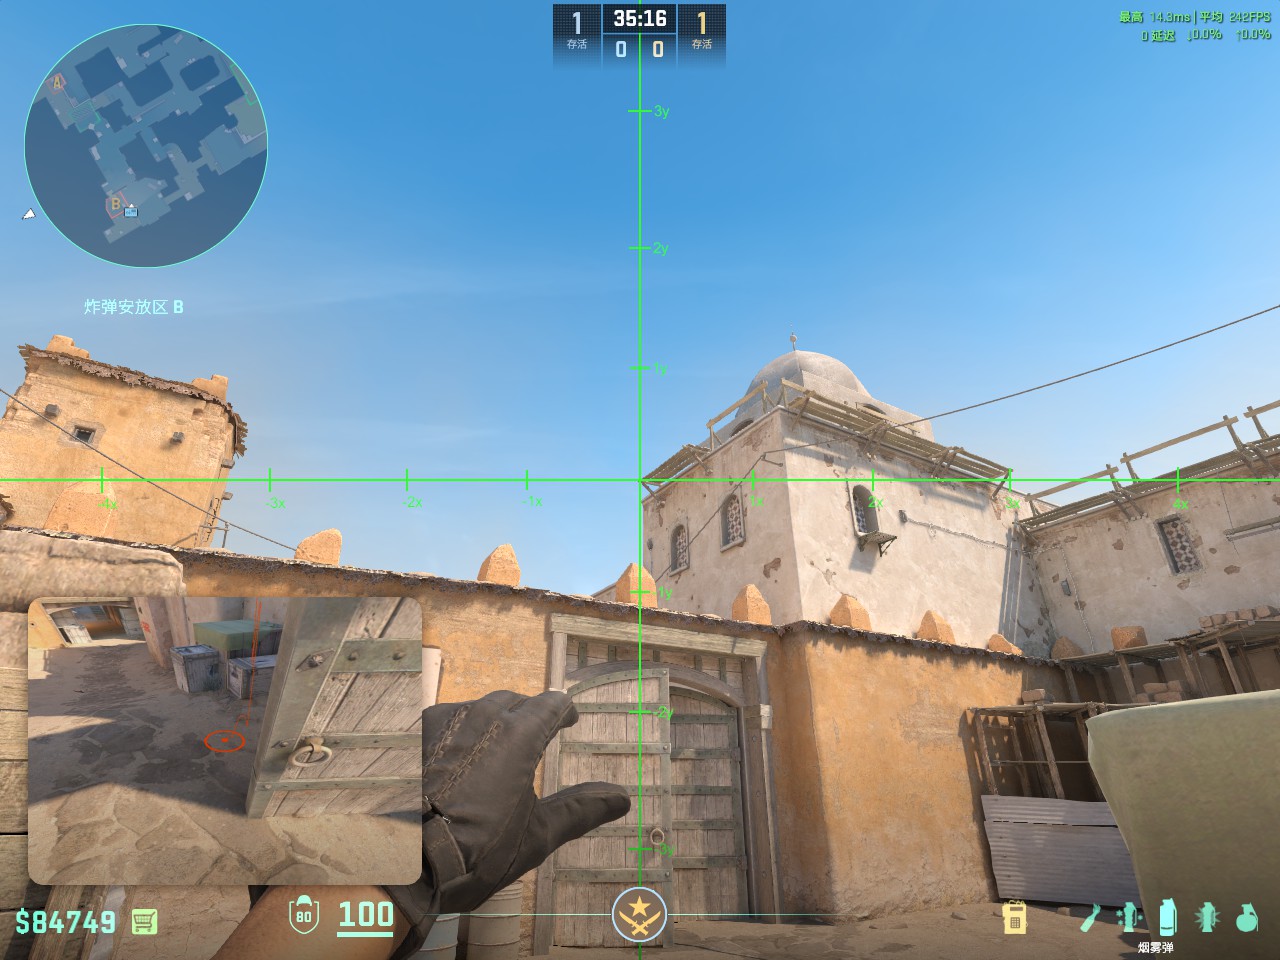 1
存活
35:16
0 0
1
存活
最高 14.3ms | 平均 242FPS
0 延迟 ↓0.0% ↑0.0%
A
B
炸弹安放区 B
3y
2y
1y
-4x -3x -2x -1x 1x 2x 3x 4x
-1y
-2y
-3y
$84749
80
100
烟雾弹